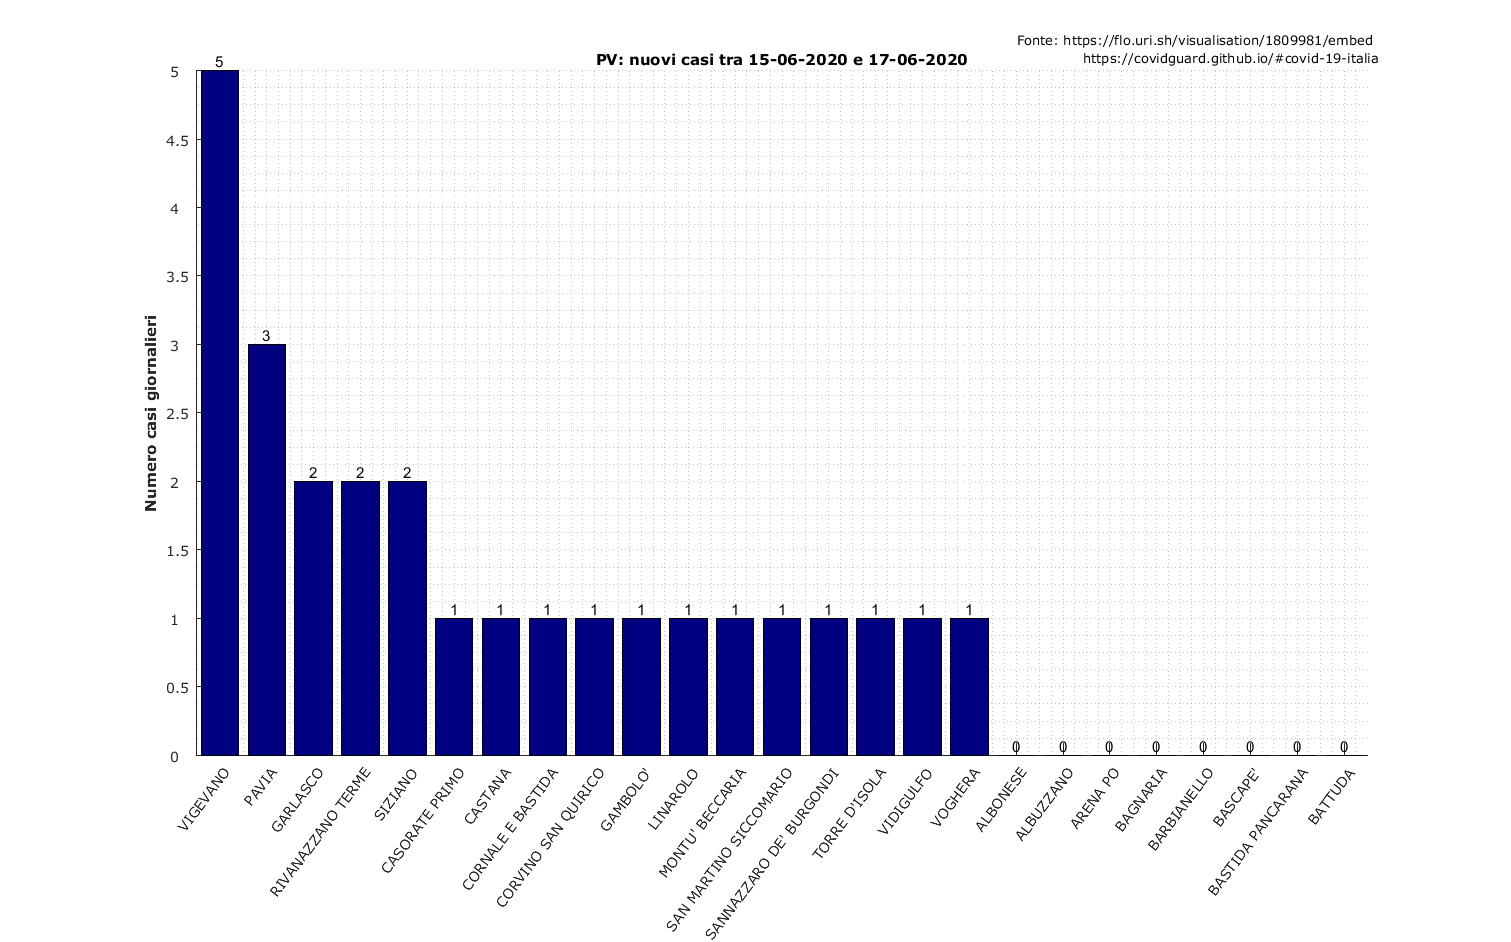 Fonte: https://flo.uri.sh/visualisation/1809981/embed
https://covidguard.github.io/#covid-19-italia
PV: nuovi casi tra 15-06-2020 e 17-06-2020
Numero casi giornalieri
5
4.5
4
3.5
3
2.5
2
1.5
1
0.5
0
5
3
2
2
2
1
1
1
1
1
1
1
1
1
1
1
1
0
0
0
0
0
0
0
0
VIGEVANO
PAVIA
GARLASCO
RIVANAZZANO TERME
SIZIANO
CASORATE PRIMO
CASTANA
CORNALE E BASTIDA
CORVINO SAN QUIRICO
GAMBOLO'
LINAROLO
MONTU' BECCARIA
SAN MARTINO SICCOMARIO
SANNAZZARO DE' BURGONDI
TORRE D'ISOLA
VIDIGULFO
VOGHERA
ALBONESE
ALBUZZANO
ARENA PO
BAGNARIA
BARBIANELLO
BASCAPE'
BASTIDA PANCARANA
BATTUDA